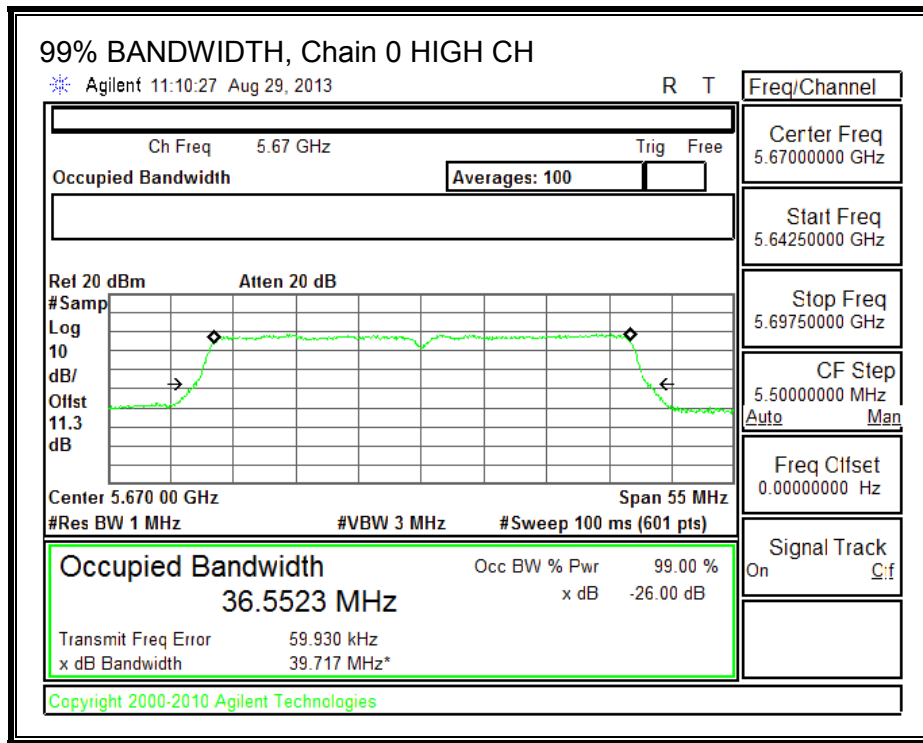 99% BANDWIDTH, Chain 0 HIGH CH
Agilent 11:10:27 Aug 29, 2013 R T
Freq/Channel
Ch Freq 5.67 GHz Trig Free
Occupied Bandwidth Averages: 100
Center Freq
5.67000000 GHz
Start Freq
5.64250000 GHz
Stop Freq
5.69750000 GHz
CF Step
5.50000000 MHz
Auto Man
Freq Offset
0.00000000 Hz
Signal Track
On Off
Ref 20 dBm Atten 20 dB
#Samp
Log
10
dB/
Offst
11.3
dB
Center 5.670 00 GHz Span 55 MHz
#Res BW 1 MHz #VBW 3 MHz #Sweep 100 ms (601 pts)
Occupied Bandwidth Occ BW % Pwr 99.00 %
36.5523 MHz x dB -26.00 dB
Transmit Freq Error 59.930 kHz
x dB Bandwidth 39.717 MHz*
Copyright 2000-2010 Agilent Technologies